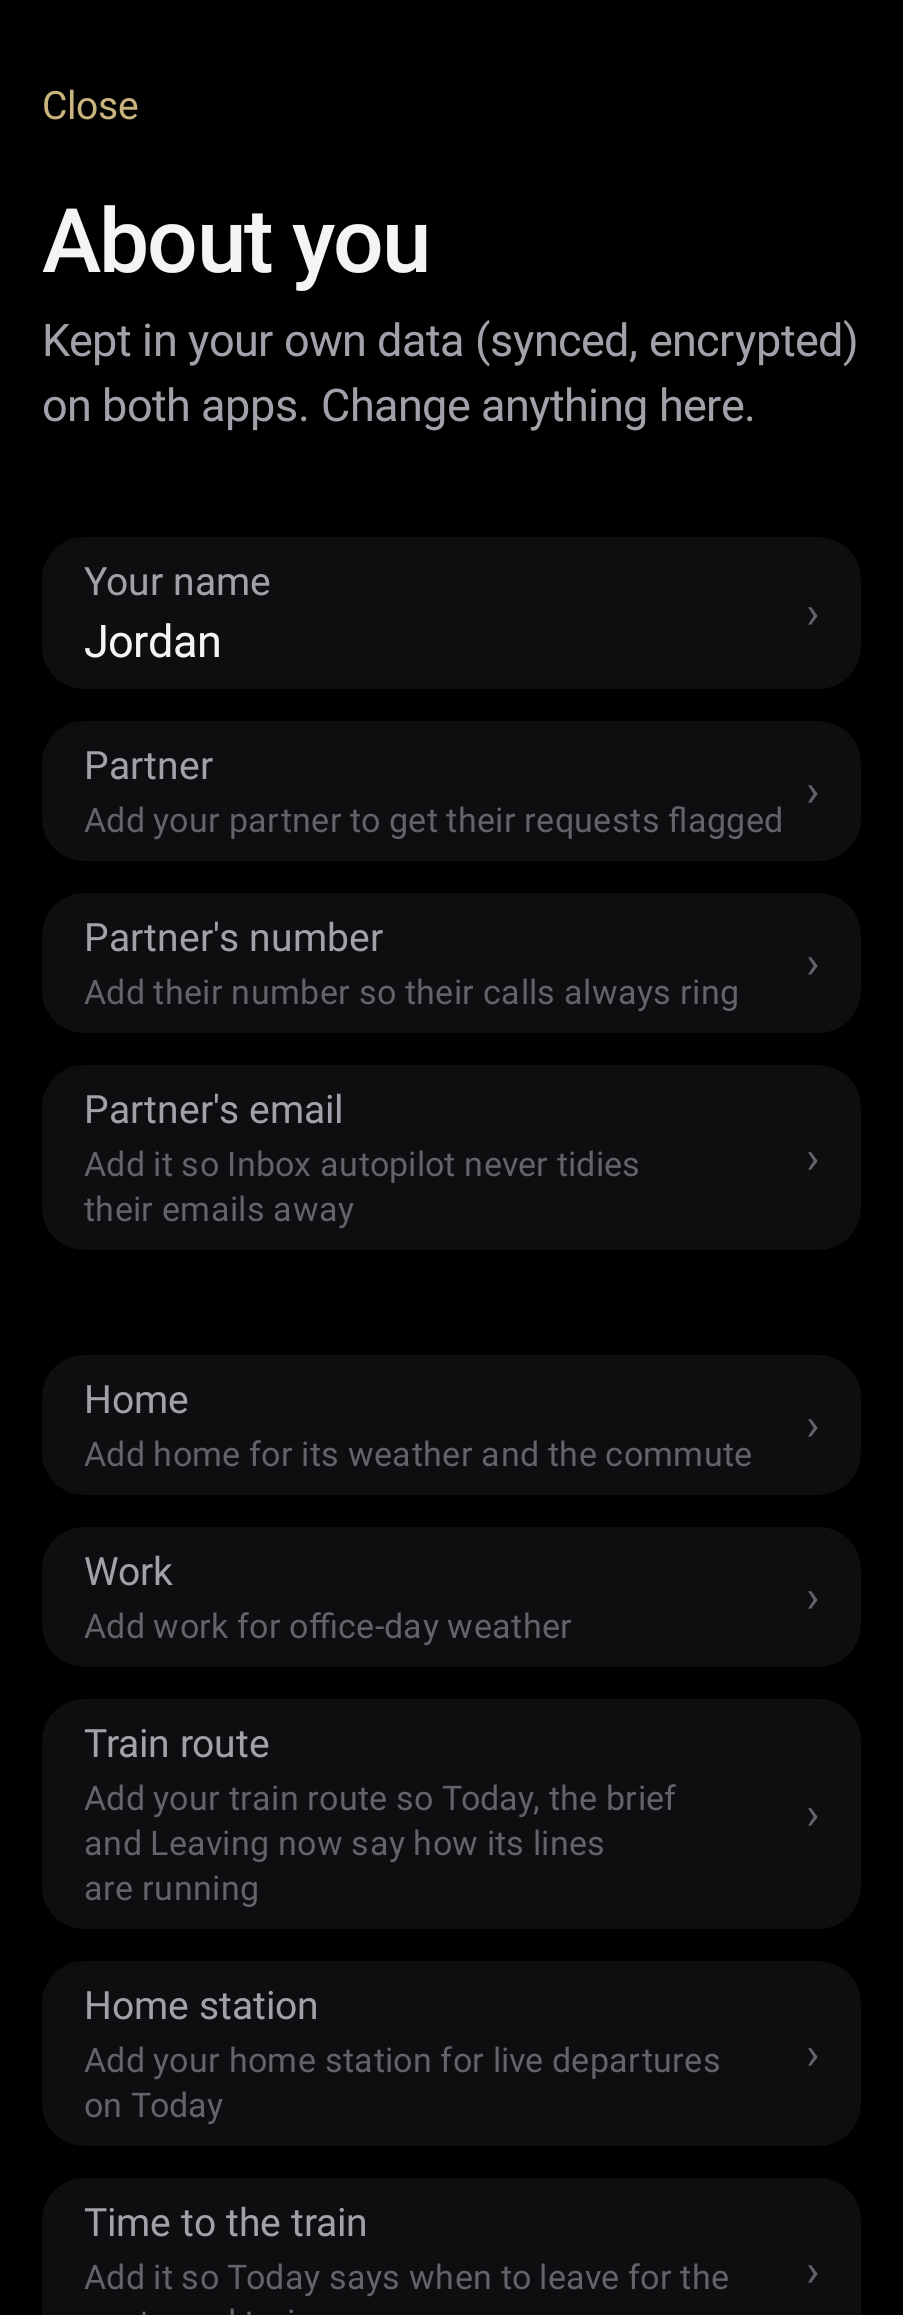 Close
About you
Kept in your own data (synced, encrypted)
on both apps. Change anything here.
Your name
Jordan
›
Partner
Add your partner to get their requests flagged
›
Partner's number
Add their number so their calls always ring
›
Partner's email
Add it so Inbox autopilot never tidies
their emails away
›
Home
Add home for its weather and the commute
›
Work
Add work for office-day weather
›
Train route
Add your train route so Today, the brief
and Leaving now say how its lines
are running
›
Home station
Add your home station for live departures
on Today
›
Time to the train
Add it so Today says when to leave for the
›